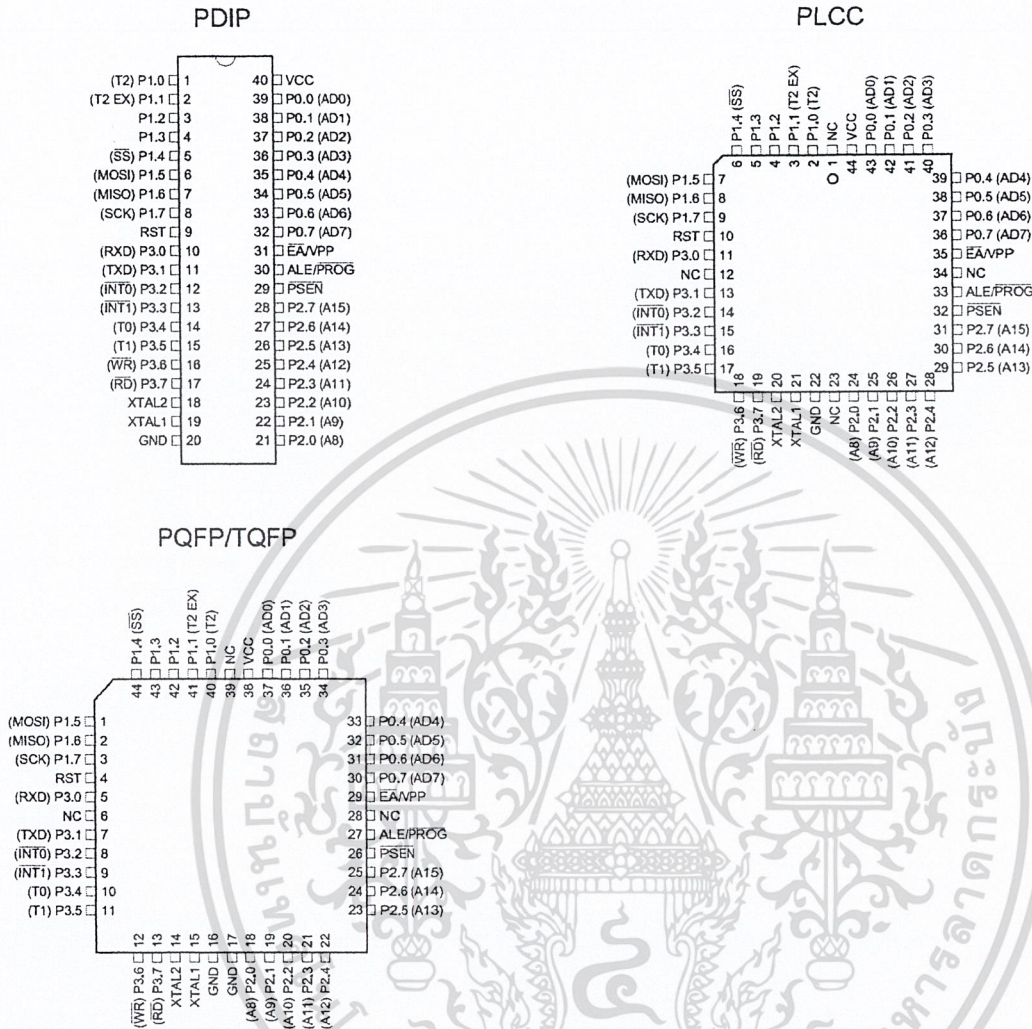 PDIP
(T2) P1.0 1 40 VCC
(T2 EX) P1.1 2 39 P0.0 (AD0)
P1.2 3 38 P0.1 (AD1)
P1.3 4 37 P0.2 (AD2)
(SS) P1.4 5 36 P0.3 (AD3)
(MOSI) P1.5 6 35 P0.4 (AD4)
(MISO) P1.6 7 34 P0.5 (AD5)
(SCK) P1.7 8 33 P0.6 (AD6)
RST 9 32 P0.7 (AD7)
(RXD) P3.0 10 31 EA/VPP
(TXD) P3.1 11 30 ALE/PROG
(INT0) P3.2 12 29 PSEN
(INT1) P3.3 13 28 P2.7 (A15)
(T0) P3.4 14 27 P2.6 (A14)
(T1) P3.5 15 26 P2.5 (A13)
(WR) P3.6 16 25 P2.4 (A12)
(RD) P3.7 17 24 P2.3 (A11)
XTAL2 18 23 P2.2 (A10)
XTAL1 19 22 P2.1 (A9)
GND 20 21 P2.0 (A8)
PLCC
6 P1.4 (SS)
5 P1.3
4 P1.2
3 P1.1 (T2 EX)
2 P1.0 (T2)
1 NC
44 VCC
43 P0.0 (AD0)
42 P0.1 (AD1)
41 P0.2 (AD2)
40 P0.3 (AD3)
(MOSI) P1.5 7 39 P0.4 (AD4)
(MISO) P1.6 8 38 P0.5 (AD5)
(SCK) P1.7 9 37 P0.6 (AD6)
RST 10 36 P0.7 (AD7)
(RXD) P3.0 11 35 EA/VPP
NC 12 34 NC
(TXD) P3.1 13 33 ALE/PROG
(INT0) P3.2 14 32 PSEN
(INT1) P3.3 15 31 P2.7 (A15)
(T0) P3.4 16 30 P2.6 (A14)
(T1) P3.5 17 29 P2.5 (A13)
(WR) P3.6 18
(RD) P3.7 19
XTAL2 20
XTAL1 21
GND 22
NC 23
(A8) P2.0 24
(A9) P2.1 25
(A10) P2.2 26
(A11) P2.3 27
(A12) P2.4 28
PQFP/TQFP
44 P1.4 (SS)
43 P1.3
42 P1.2
41 P1.1 (T2 EX)
40 P1.0 (T2)
39 NC
38 VCC
37 P0.0 (AD0)
36 P0.1 (AD1)
35 P0.2 (AD2)
34 P0.3 (AD3)
(MOSI) P1.5 1 33 P0.4 (AD4)
(MISO) P1.6 2 32 P0.5 (AD5)
(SCK) P1.7 3 31 P0.6 (AD6)
RST 4 30 P0.7 (AD7)
(RXD) P3.0 5 29 EA/VPP
NC 6 28 NC
(TXD) P3.1 7 27 ALE/PROG
(INT0) P3.2 8 26 PSEN
(INT1) P3.3 9 25 P2.7 (A15)
(T0) P3.4 10 24 P2.6 (A14)
(T1) P3.5 11 23 P2.5 (A13)
(WR) P3.6 12
(RD) P3.7 13
XTAL2 14
XTAL1 15
GND 16
GND 17
(A8) P2.0 18
(A9) P2.1 19
(A10) P2.2 20
(A11) P2.3 21
(A12) P2.4 22